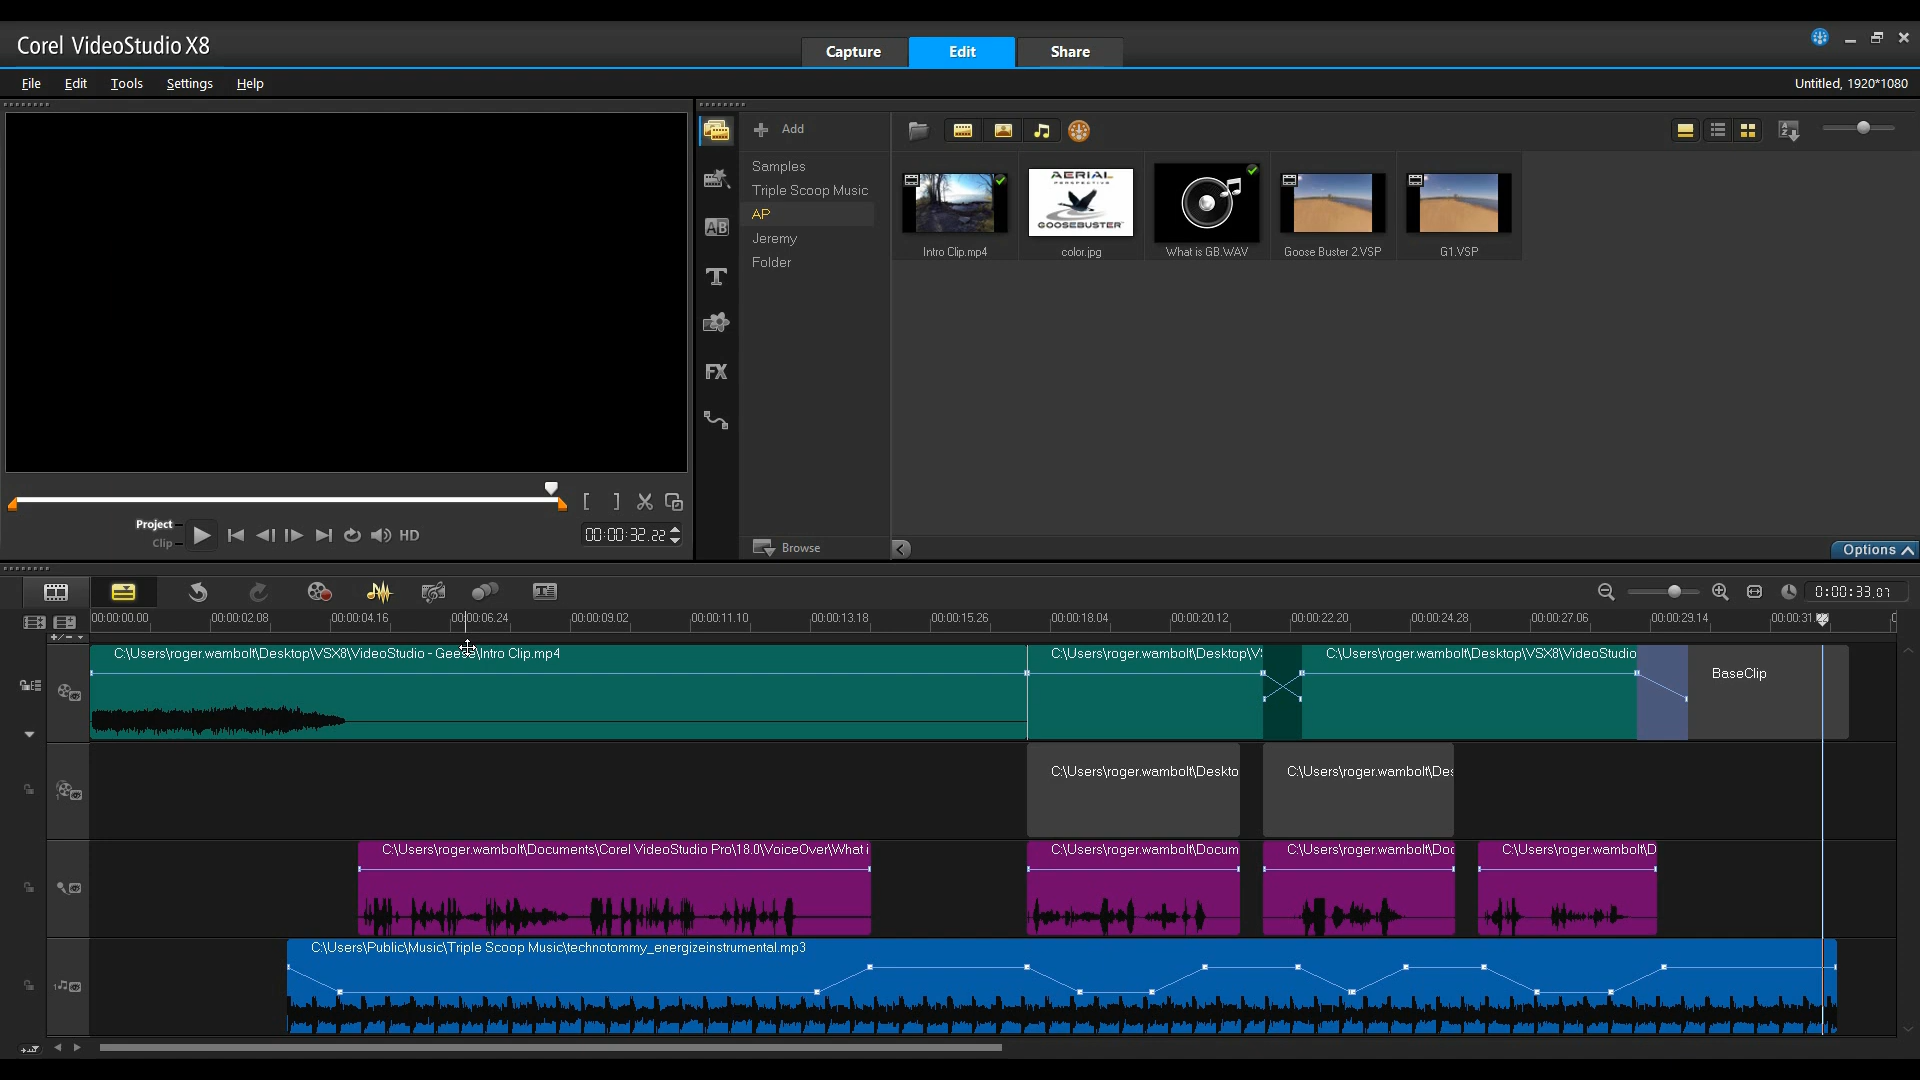 Corel VideoStudio X8
Capture
Edit
Share
File
Edit
Tools
Settings
Help
Untitled, 1920*1080
Add
Samples
Triple Scoop Music
AP
Jeremy
Folder
Browse
AB
T
FX
Intro Clip.mp4
AERIAL
PERSPECTIVE
GOOSEBUSTER
color.jpg
What is GB.WAV
Goose Buster 2.VSP
G1.VSP
Project
Clip
HD
00:00:32.22
Options
0:00:33.01
00:00:00.00
00:00:02.08
00:00:04.16
00:00:06.24
00:00:09.02
00:00:11.10
00:00:13.18
00:00:15.26
00:00:18.04
00:00:20.12
00:00:22.20
00:00:24.28
00:00:27.06
00:00:29.14
00:00:31
C:\Users\roger.wambolt\Desktop\VSX8\VideoStudio - Geese\Intro Clip.mp4
C:\Users\roger.wambolt\Desktop\V
C:\Users\roger.wambolt\Desktop\VSX8\VideoStudio
BaseClip
C:\Users\roger.wambolt\Deskto
C:\Users\roger.wambolt\Des
C:\Users\roger.wambolt\Documents\Corel VideoStudio Pro\18.0\VoiceOver\What i
C:\Users\roger.wambolt\Docum
C:\Users\roger.wambolt\Doc
C:\Users\roger.wambolt\D
C:\Users\Public\Music\Triple Scoop Music\technotommy_energizeinstrumental.mp3